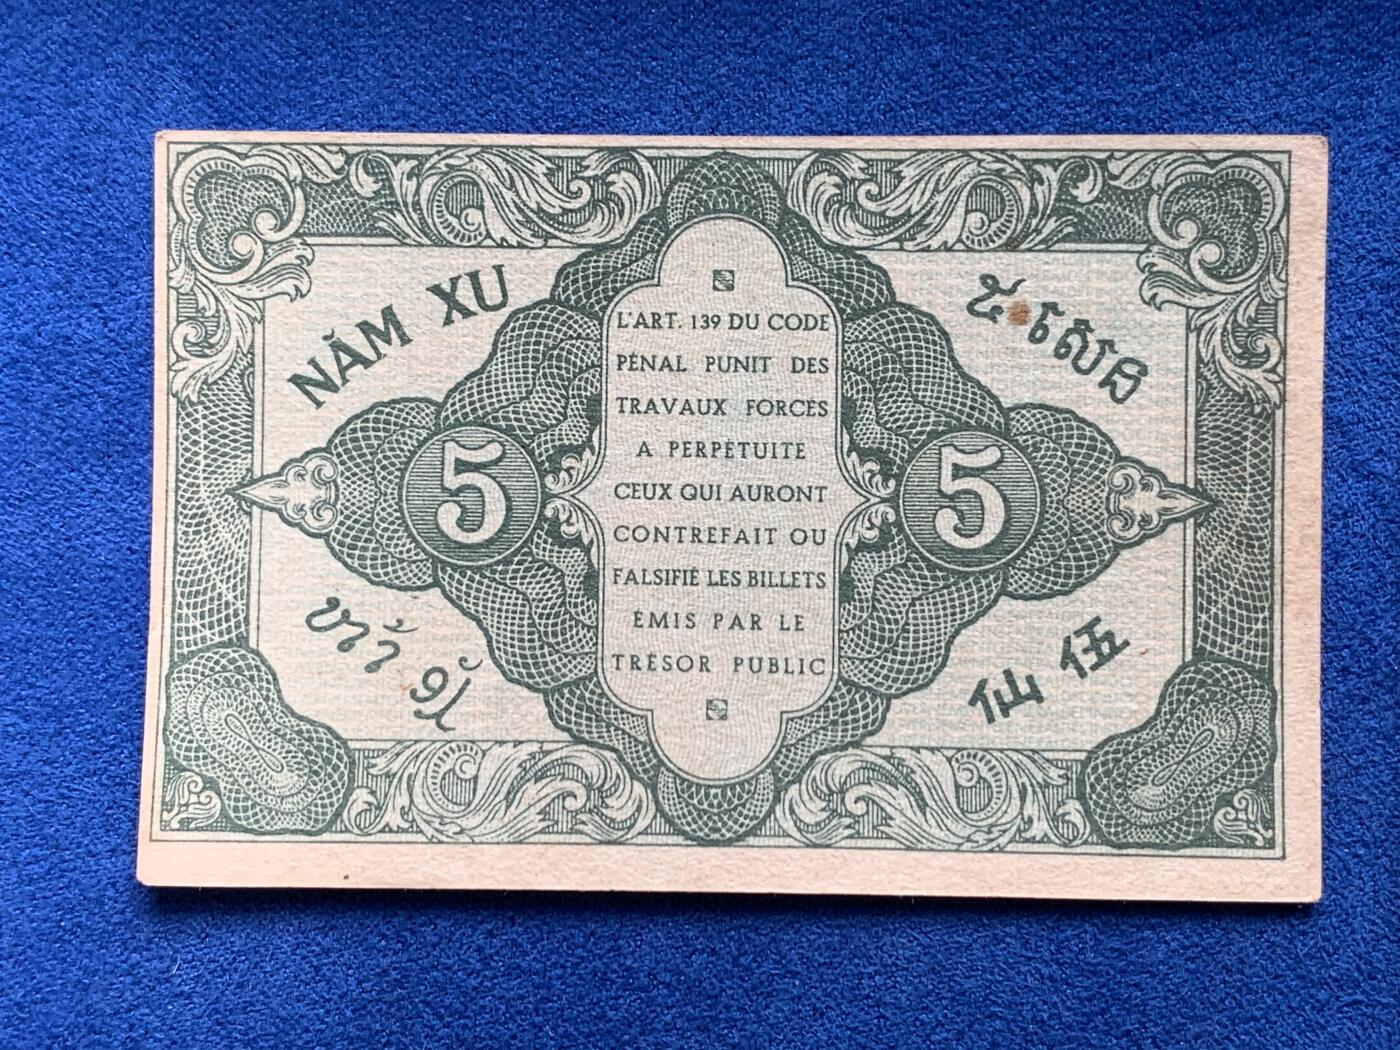 NĂM XU
L'ART. 139 DU CODE
PÉNAL PUNIT DES
TRAVAUX FORCÉS
A PERPÉTUITÉ
CEUX QUI AURONT
CONTREFAIT OU
FALSIFIÉ LES BILLETS
ÉMIS PAR LE
TRÉSOR PUBLIC
5
5
仙 伍